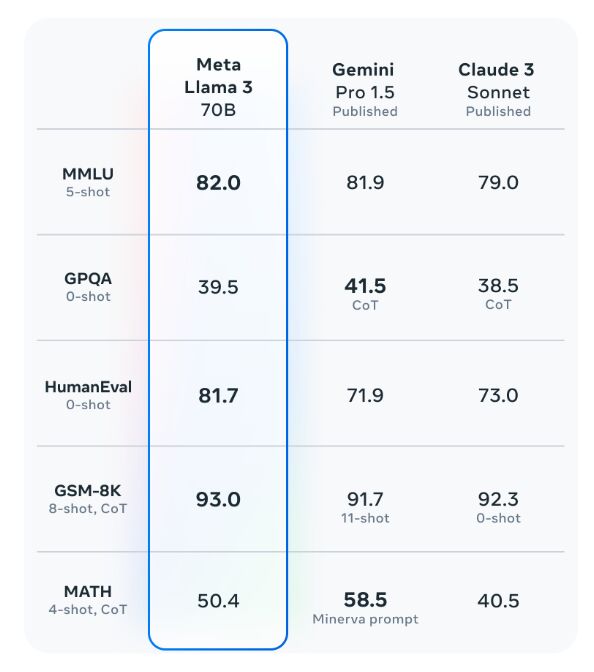 Meta
Llama 3
70B
Gemini
Pro 1.5
Published
Claude 3
Sonnet
Published
MMLU
5-shot
82.0
81.9
79.0
GPQA
0-shot
39.5
41.5
CoT
38.5
CoT
HumanEval
0-shot
81.7
71.9
73.0
GSM-8K
8-shot, CoT
93.0
91.7
11-shot
92.3
0-shot
MATH
4-shot, CoT
50.4
58.5
Minerva prompt
40.5